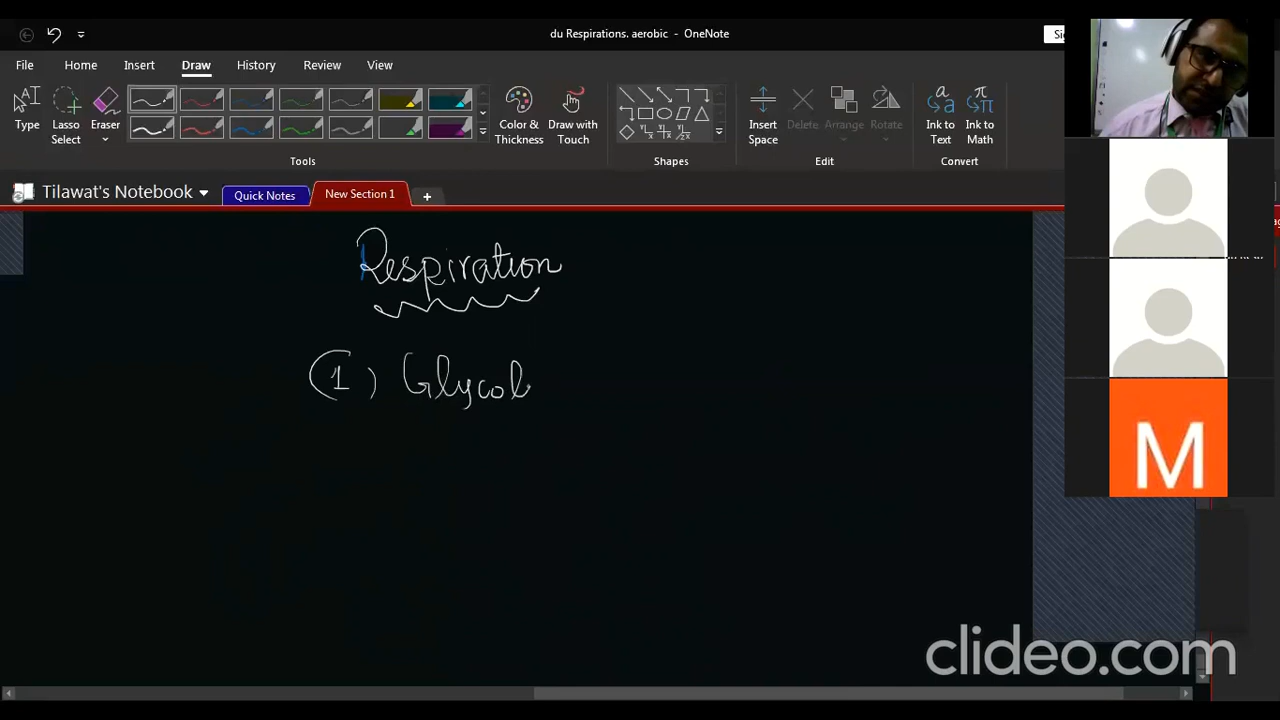 du Respirations. aerobic - OneNote
File Home Insert Draw History Review View
Type
Lasso Select
Eraser
Color & Thickness
Draw with Touch
Insert Space
Delete
Arrange
Rotate
Ink to Text
Ink to Math
Tools
Shapes
Edit
Convert
Tilawat's Notebook
Quick Notes
New Section 1
Respiration
(1) Glycol
M
clideo.com